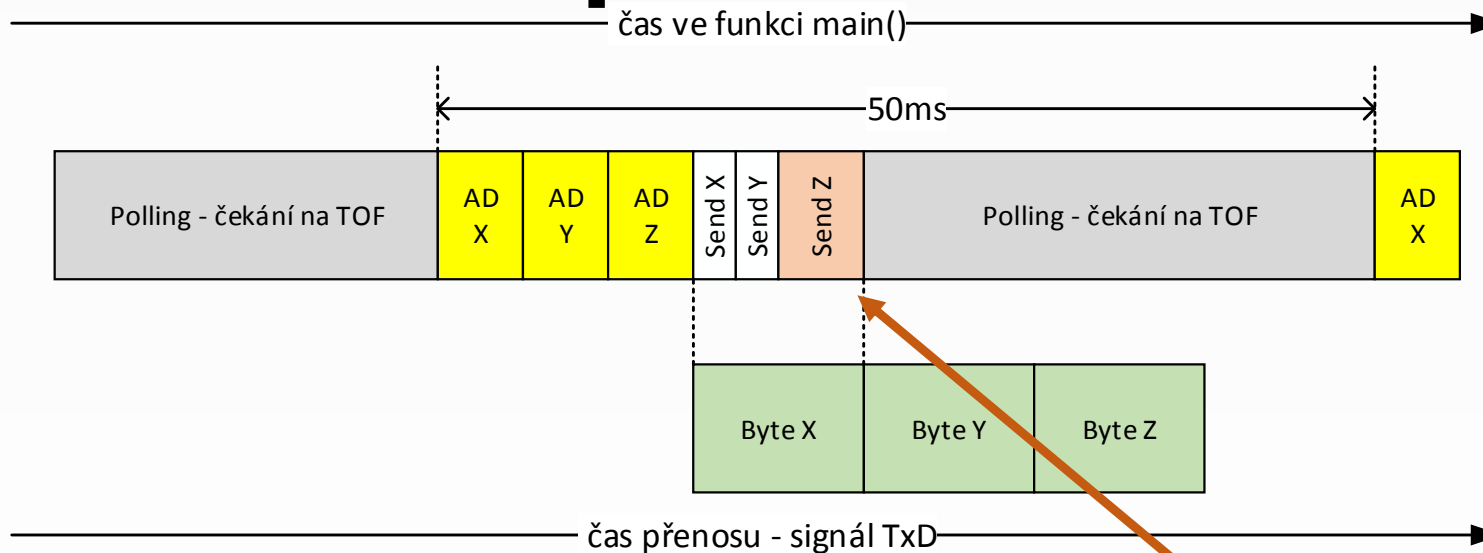 čas ve funkci main()
50ms
Polling - čekání na TOF
AD
X
AD
Y
AD
Z
Send X
Send Y
Send Z
Polling - čekání na TOF
AD
X
Byte X
Byte Y
Byte Z
čas přenosu - signál TxD